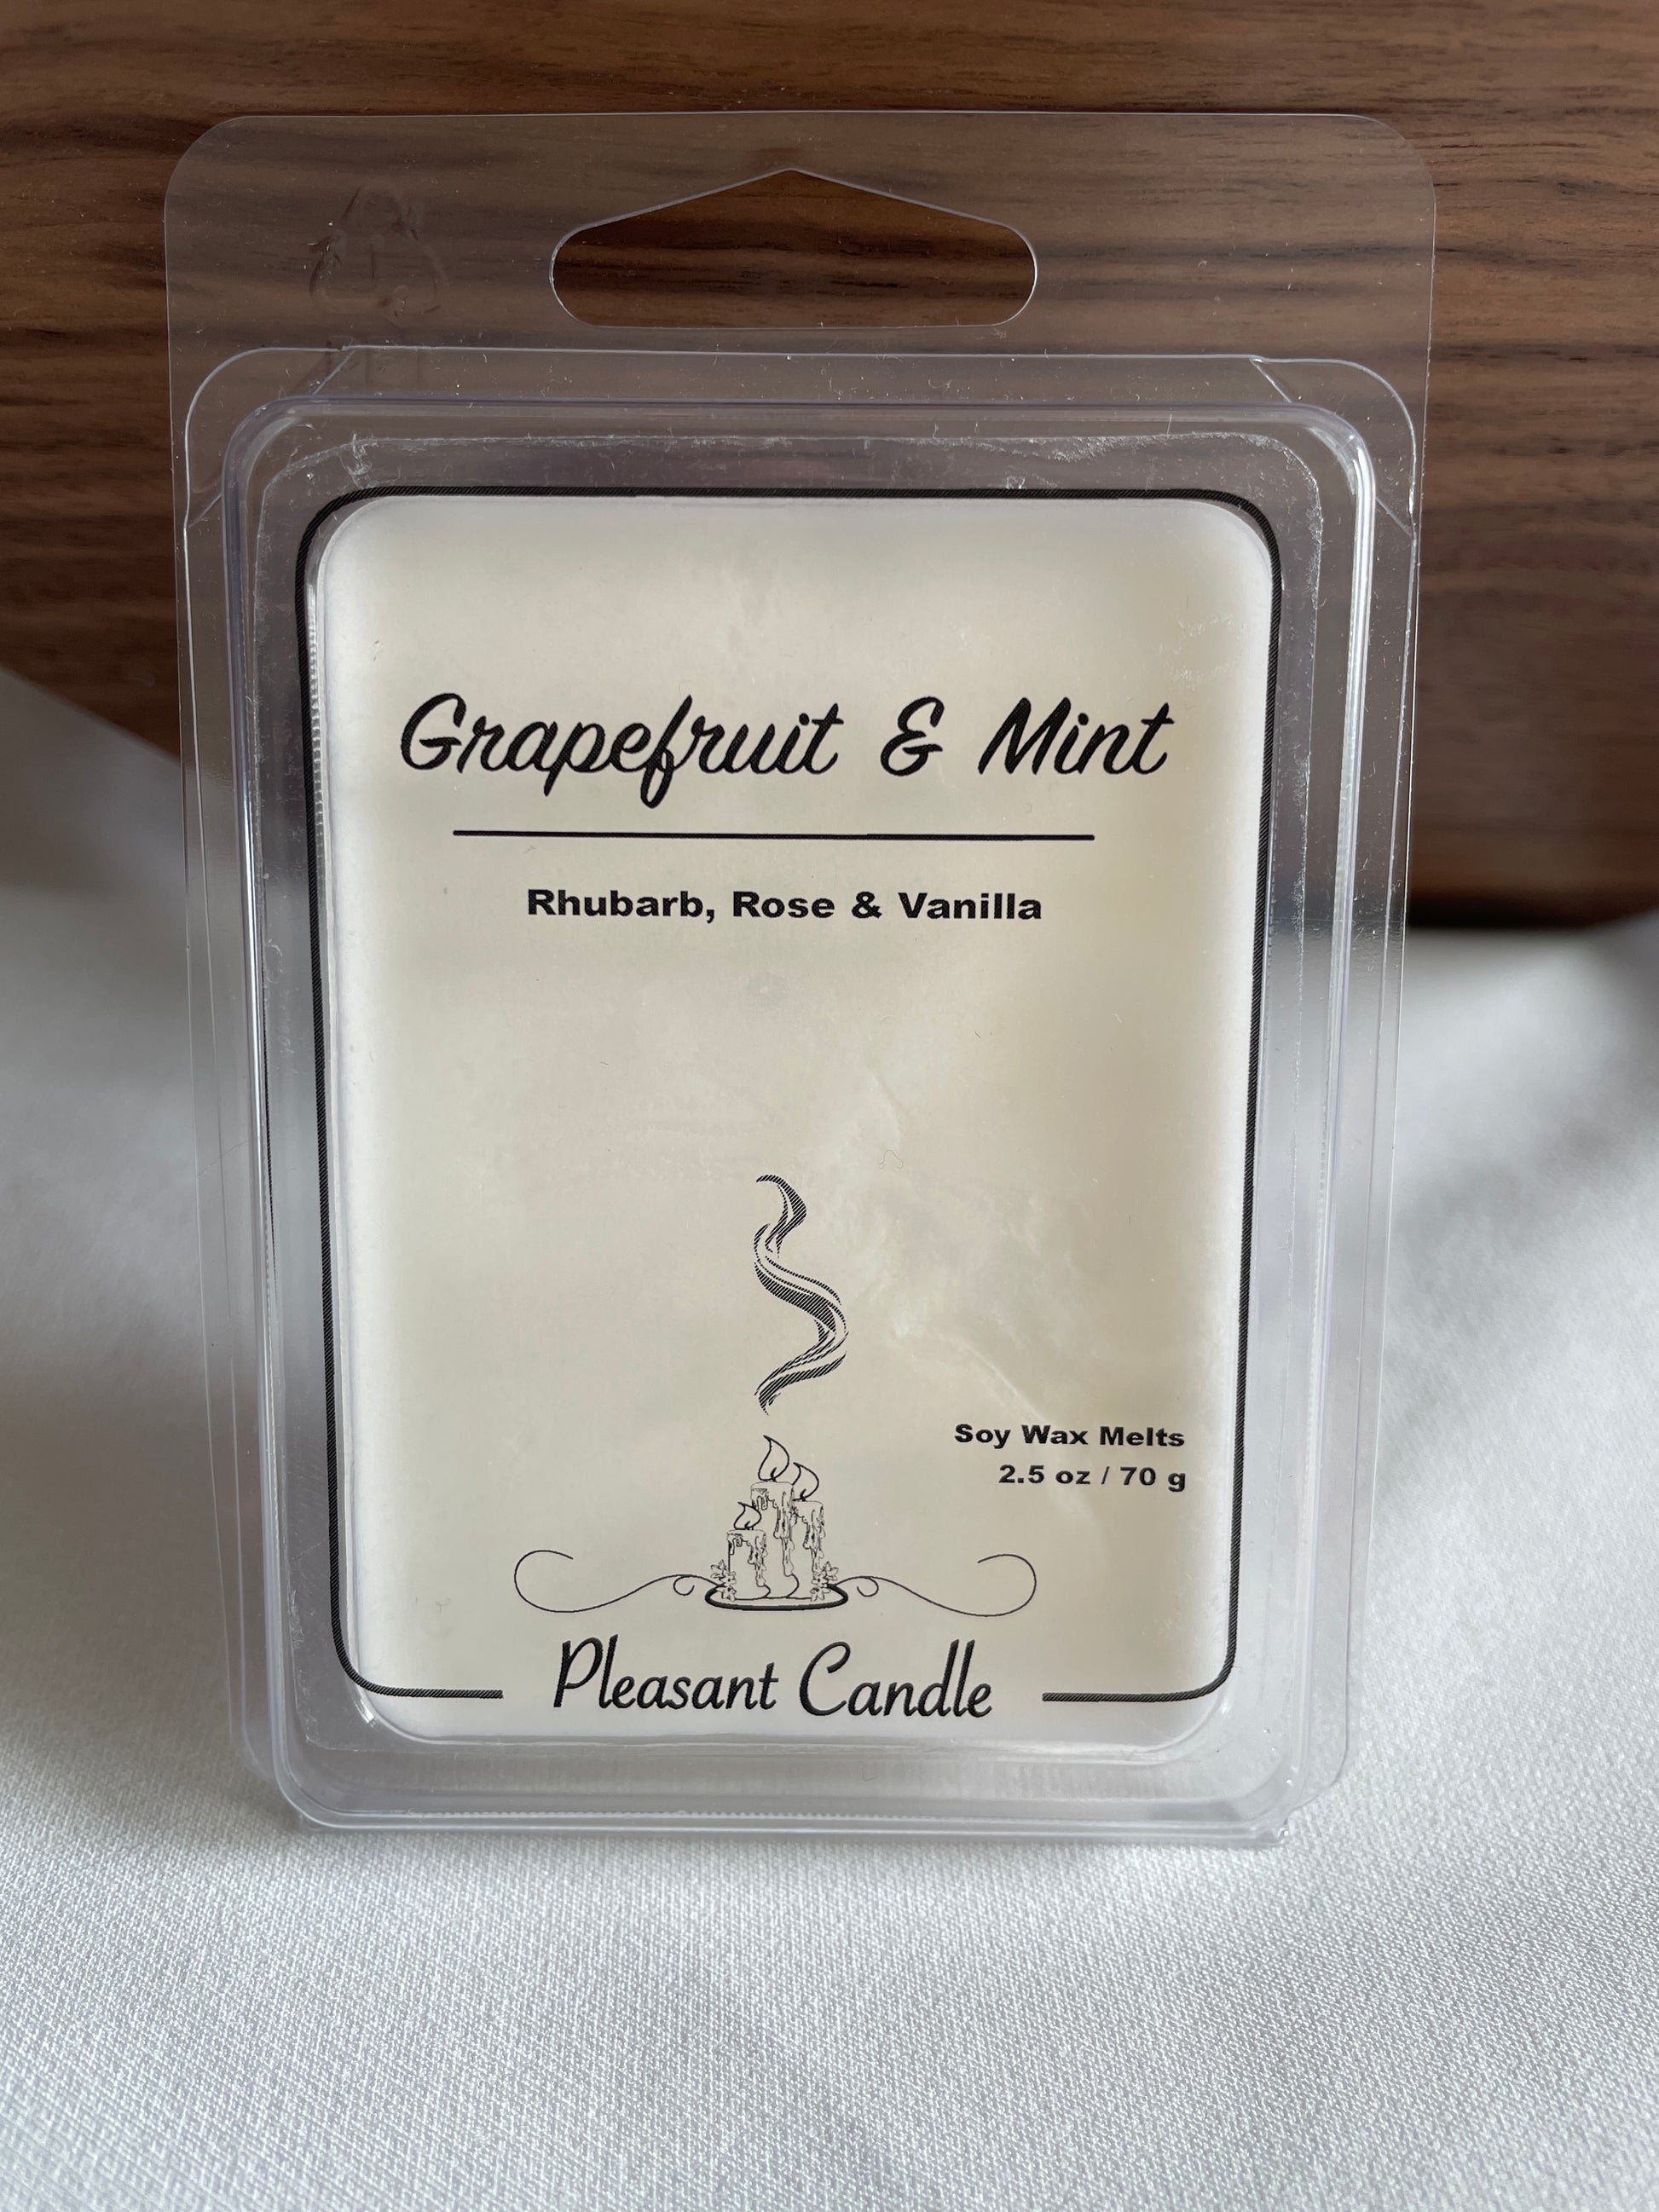 Grapefruit & Mint
Rhubarb, Rose & Vanilla
Soy Wax Melts
2.5 oz / 70 g
Pleasant Candle